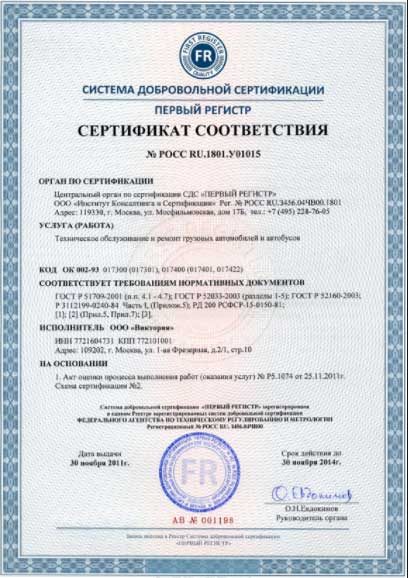 FIRST REGISTER
FR
QUALITY
СИСТЕМА ДОБРОВОЛЬНОЙ СЕРТИФИКАЦИИ
ПЕРВЫЙ РЕГИСТР
СЕРТИФИКАТ СООТВЕТСТВИЯ
№ РОСС RU.1801.У01015
ОРГАН ПО СЕРТИФИКАЦИИ
Центральный орган по сертификации СДС «ПЕРВЫЙ РЕГИСТР»
ООО «Институт Консалтинга и Сертификации» Рег. № РОСС RU.З456.04ЧВ00.1801
Адрес: 119330, г. Москва, ул. Мосфильмовская, дом 17Б, тел.: +7 (495) 228-76-05
УСЛУГА (РАБОТА)
Техническое обслуживание и ремонт грузовых автомобилей и автобусов
КОД ОК 002-93 017300 (017301), 017400 (017401, 017422)
СООТВЕТСТВУЕТ ТРЕБОВАНИЯМ НОРМАТИВНЫХ ДОКУМЕНТОВ
ГОСТ Р 51709-2001 (п.п. 4.1 - 4.7); ГОСТ Р 52033-2003 (разделы 1-5); ГОСТ Р 52160-2003;
Р 3112199-0240-84 Часть I, (Прилож.5); РД 200 РСФСР-15-0150-81;
[1]; [2] (Прил.5, Прил.7); [3].
ИСПОЛНИТЕЛЬ ООО «Виктория»
ИНН 7721604731 КПП 772101001
Адрес: 109202, г. Москва, ул. 1-ая Фрезерная, д.2/1, стр.10
НА ОСНОВАНИИ
1. Акт оценки процесса выполнения работ (оказания услуг) № Р5.1074 от 25.11.2011г.
Схема сертификации №2.
Система добровольной сертификации «ПЕРВЫЙ РЕГИСТР» зарегистрирована
в едином Реестре зарегистрированных систем добровольной сертификации
ФЕДЕРАЛЬНОГО АГЕНТСТВА ПО ТЕХНИЧЕСКОМУ РЕГУЛИРОВАНИЮ И МЕТРОЛОГИИ
Регистрационный № РОСС RU. З456.04ЧВ00.
Дата выдачи
30 ноября 2011г.
Срок действия до
30 ноября 2014г.
FR
О.Н.Евдокимов
Руководитель органа
АВ № 001198
Запись внесена в Реестр Системы добровольной сертификации
«ПЕРВЫЙ РЕГИСТР»